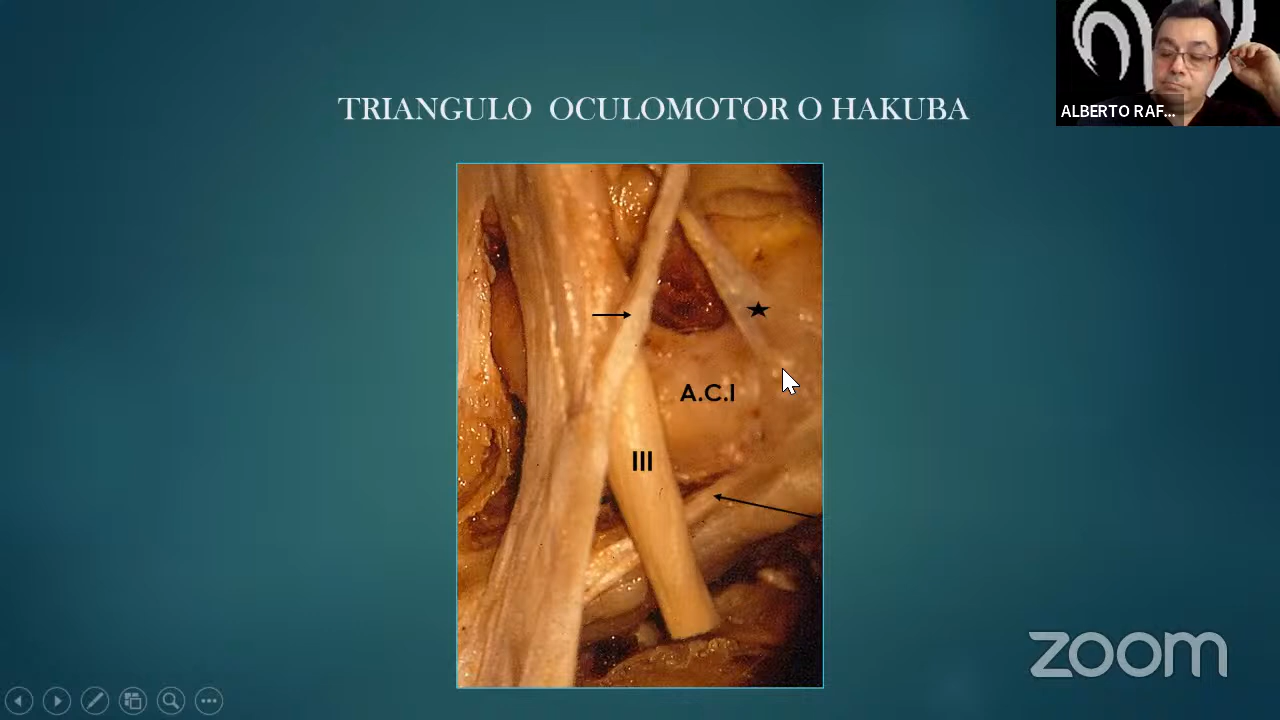 TRIANGULO OCULOMOTOR O HAKUBA
ALBERTO RAF...
A.C.I
III
zoom